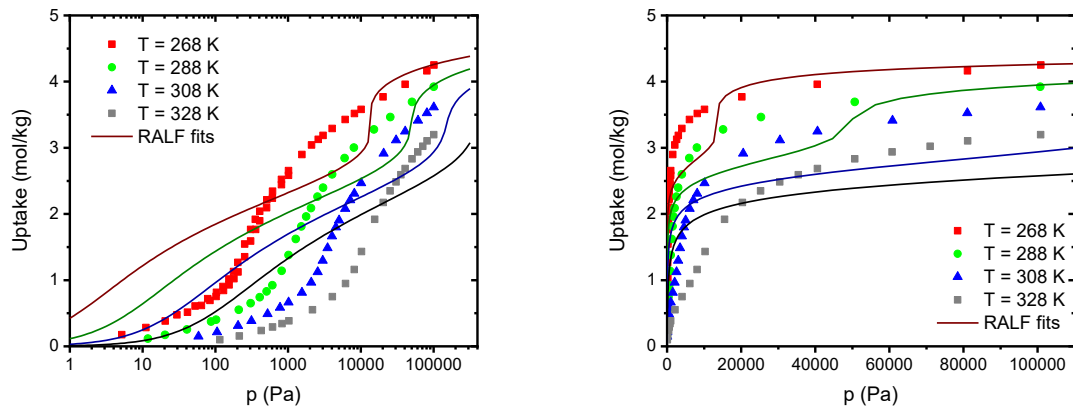 5
4
3
2
1
0
Uptake (mol/kg)
T = 268 K
T = 288 K
T = 308 K
T = 328 K
RALF fits
1 10 100 1000 10000 100000
p (Pa)
5
4
3
2
1
0
Uptake (mol/kg)
T = 268 K
T = 288 K
T = 308 K
T = 328 K
RALF fits
0 20000 40000 60000 80000 100000
p (Pa)